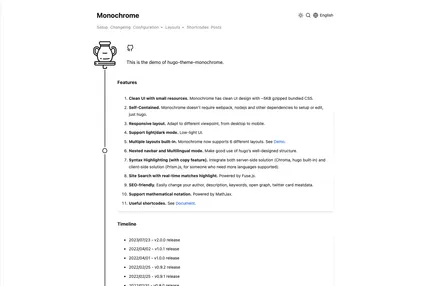 Monochrome
English
Setup Changelog Configuration Layouts Shortcodes Posts
This is the demo of hugo-theme-monochrome.
Features
1. Clean UI with small resources. Monochrome has clean UI design with ~6KB gzipped bundled CSS.
2. Self-Contained. Monochrome doesn't require webpack, nodejs and other dependencies to setup or edit,
just hugo.
3. Responsive layout. Adapt to different viewpoint, from desktop to mobile.
4. Support light/dark mode. Low-light UI.
5. Multiple layouts built-in. Monochrome now supports 6 different layouts. See Demo.
6. Nested navbar and Multilingual mode. Make good use of hugo's well-designed structure.
7. Syntax Highlighting (with copy feature). Integrate both server-side solution (Chroma, hugo built-in) and
client-side solution (Prism.js, for someone who need more languages supported).
8. Site Search with real-time matches highlight. Powered by Fuse.js.
9. SEO-friendly. Easily change your author, description, keywords, open graph, twitter card meatdata.
10. Support mathematical notation. Powered by MathJax.
11. Useful shortcodes. See Document.
Timeline
2023/07/23 - v2.0.0 release
2022/04/02 - v1.0.1 release
2022/04/01 - v1.0.0 release
2022/02/25 - v0.9.2 release
2022/02/25 - v0.9.1 release